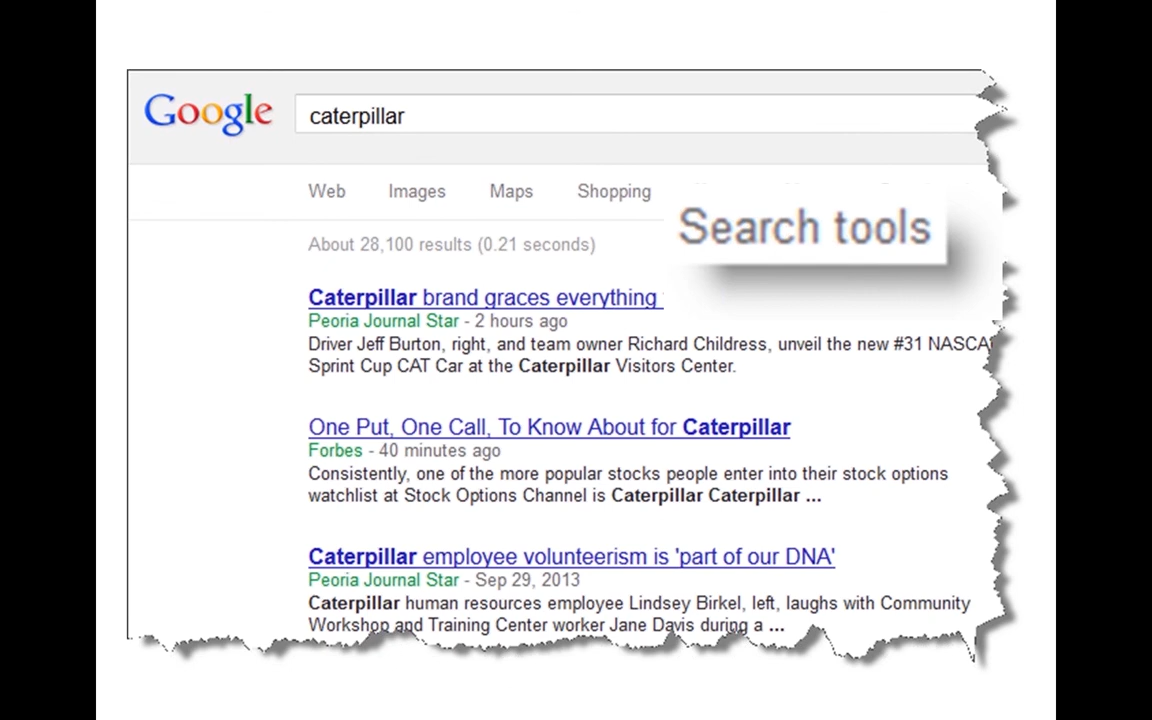 Google
caterpillar
Web Images Maps Shopping
Search tools
About 28,100 results (0.21 seconds)
Caterpillar brand graces everything
Peoria Journal Star - 2 hours ago
Driver Jeff Burton, right, and team owner Richard Childress, unveil the new #31 NASCA
Sprint Cup CAT Car at the Caterpillar Visitors Center.
One Put, One Call, To Know About for Caterpillar
Forbes - 40 minutes ago
Consistently, one of the more popular stocks people enter into their stock options
watchlist at Stock Options Channel is Caterpillar Caterpillar ...
Caterpillar employee volunteerism is 'part of our DNA'
Peoria Journal Star - Sep 29, 2013
Caterpillar human resources employee Lindsey Birkel, left, laughs with Community
Workshop and Training Center worker Jane Davis during a ...